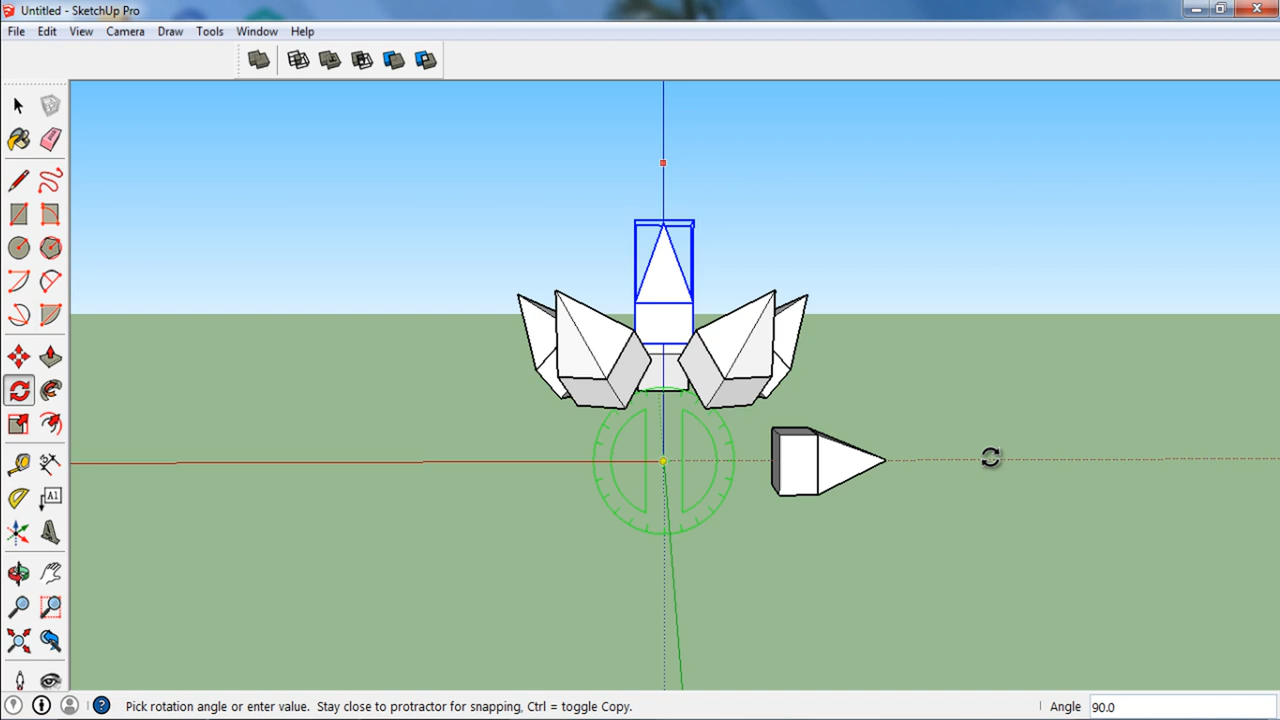 Untitled - SketchUp Pro
File Edit View Camera Draw Tools Window Help
A1
Pick rotation angle or enter value. Stay close to protractor for snapping, Ctrl = toggle Copy. Angle 90.0